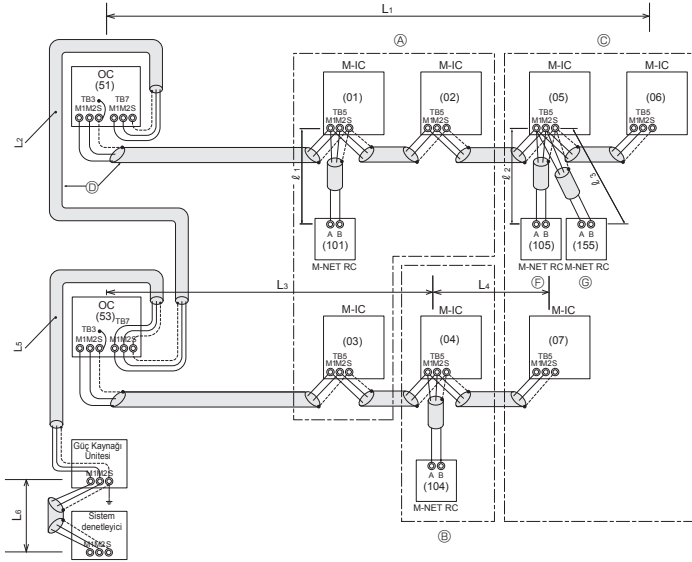 L1
Ⓐ
Ⓒ
M-IC
M-IC
M-IC
M-IC
OC
(51)
TB3
TB7
M1M2S
M1M2S
(01)
TB5
M1M2S
(02)
TB5
M1M2S
(05)
TB5
M1M2S
(06)
TB5
M1M2S
L2
Ⓓ
ℓ1
ℓ2
ℓ3
A B
(101)
M-NET RC
A B
(105)
M-NET RC
Ⓕ
A B
(155)
M-NET RC
Ⓖ
L3
L4
OC
(53)
TB3
TB7
M1M2S
M1M2S
M-IC
M-IC
M-IC
(03)
TB5
M1M2S
(04)
TB5
M1M2S
(07)
TB5
M1M2S
L5
Güç Kaynağı
Ünitesi
M1M2S
A B
(104)
M-NET RC
Ⓑ
L6
Sistem
denetleyici
M1M2S